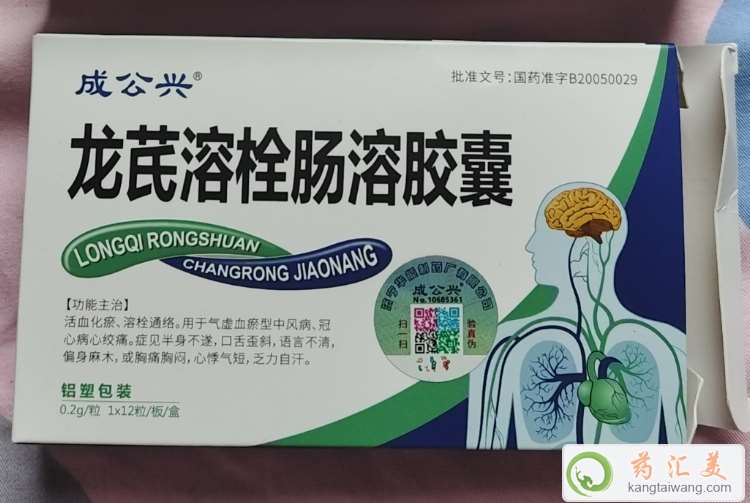 成公兴®
批准文号:国药准字B20050029
龙芪溶栓肠溶胶囊
LONGQI RONGSHUAN
CHANGRONG JIAONANG
【功能主治】
活血化瘀、溶栓通络。用于气虚血瘀型中风病、冠
心病心绞痛。症见半身不遂,口舌歪斜,语言不清,
偏身麻木,或胸痛胸闷,心悸气短,乏力自汗。
铝塑包装
0.2g/粒 1x12粒/板/盒
成公兴
No.10685361
扫一扫
验真伪
药汇美
kangtaiwang.com